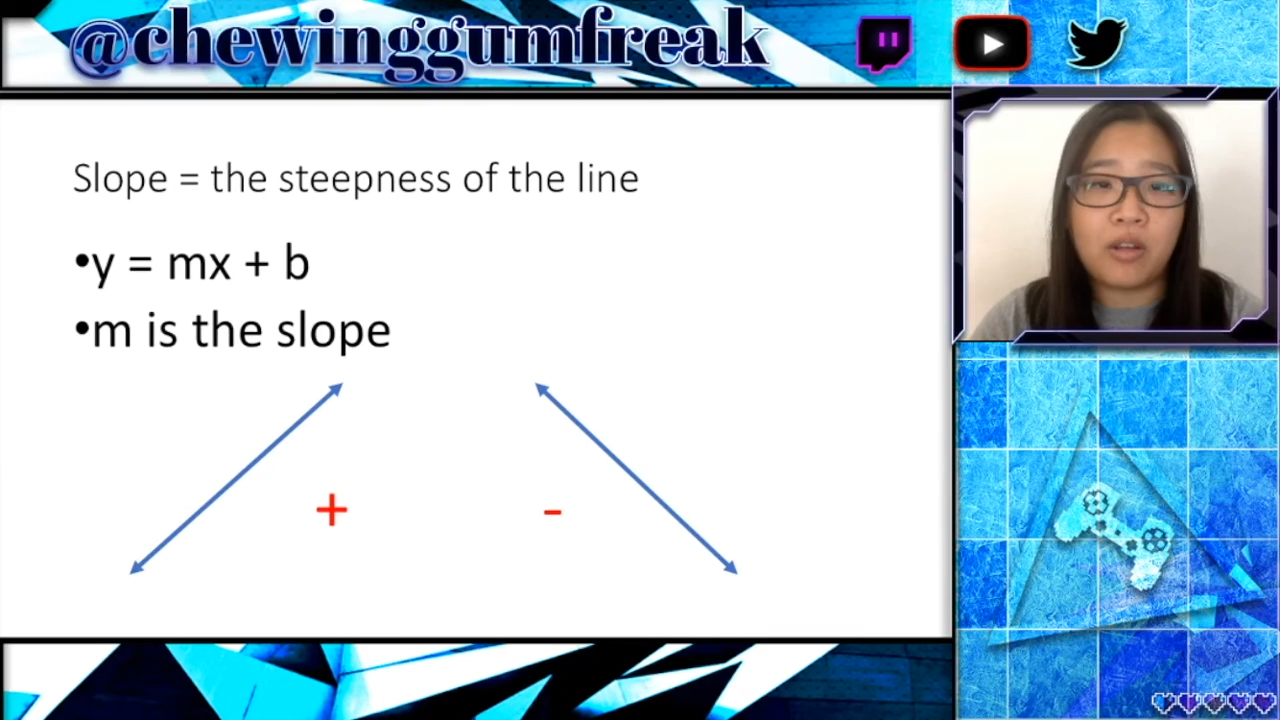 @chewinggumfreak
Slope = the steepness of the line
•y = mx + b
•m is the slope
+ -